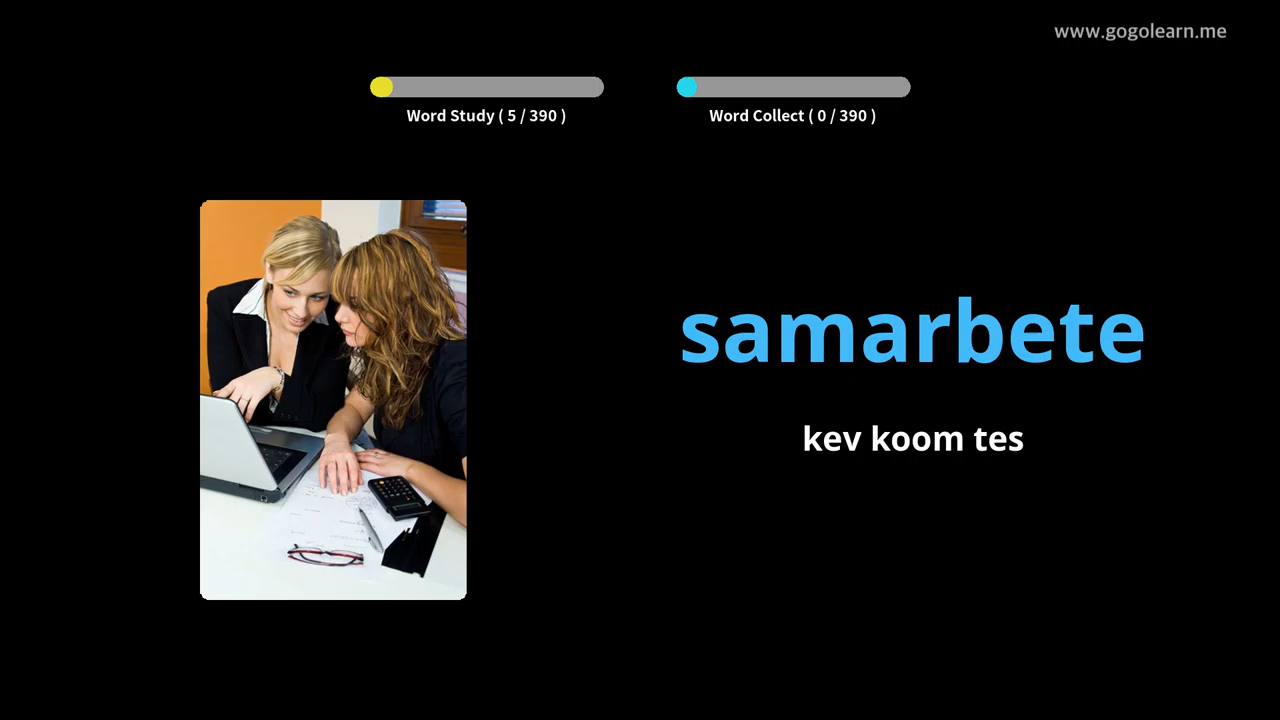 www.gogolearn.me
Word Study ( 5 / 390 )
Word Collect ( 0 / 390 )
samarbete
kev koom tes